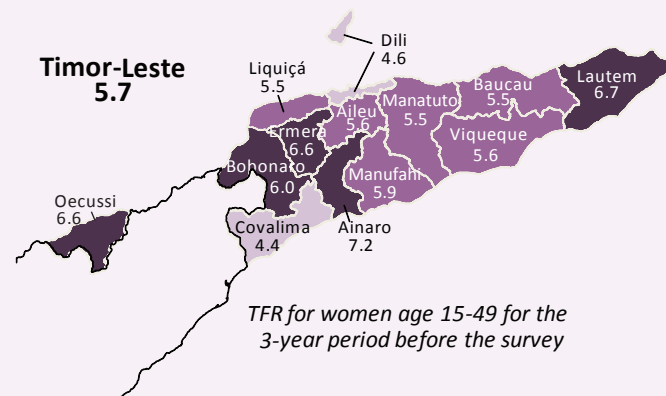 Timor-Leste
5.7
Dili
4.6
Liquiçá
5.5
Aileu
5.6
Manatuto
5.5
Baucau
5.5
Lautem
6.7
Ermera
6.6
Viqueque
5.6
Bobonaro
6.0
Manufahi
5.9
Oecussi
6.6
Covalima
4.4
Ainaro
7.2
TFR for women age 15-49 for the
3-year period before the survey